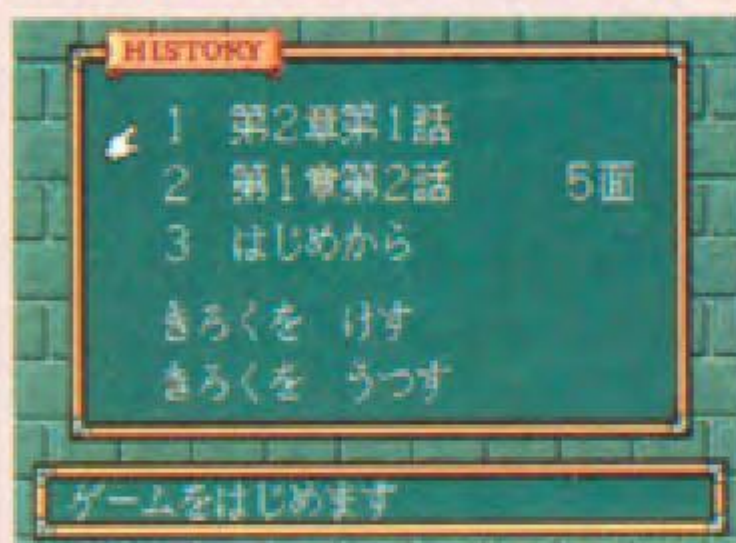 HISTORY
1 第2章第1話
2 第1章第2話 5面
3 はじめから
きろくを けす
きろくを うつす
ゲームをはじめます